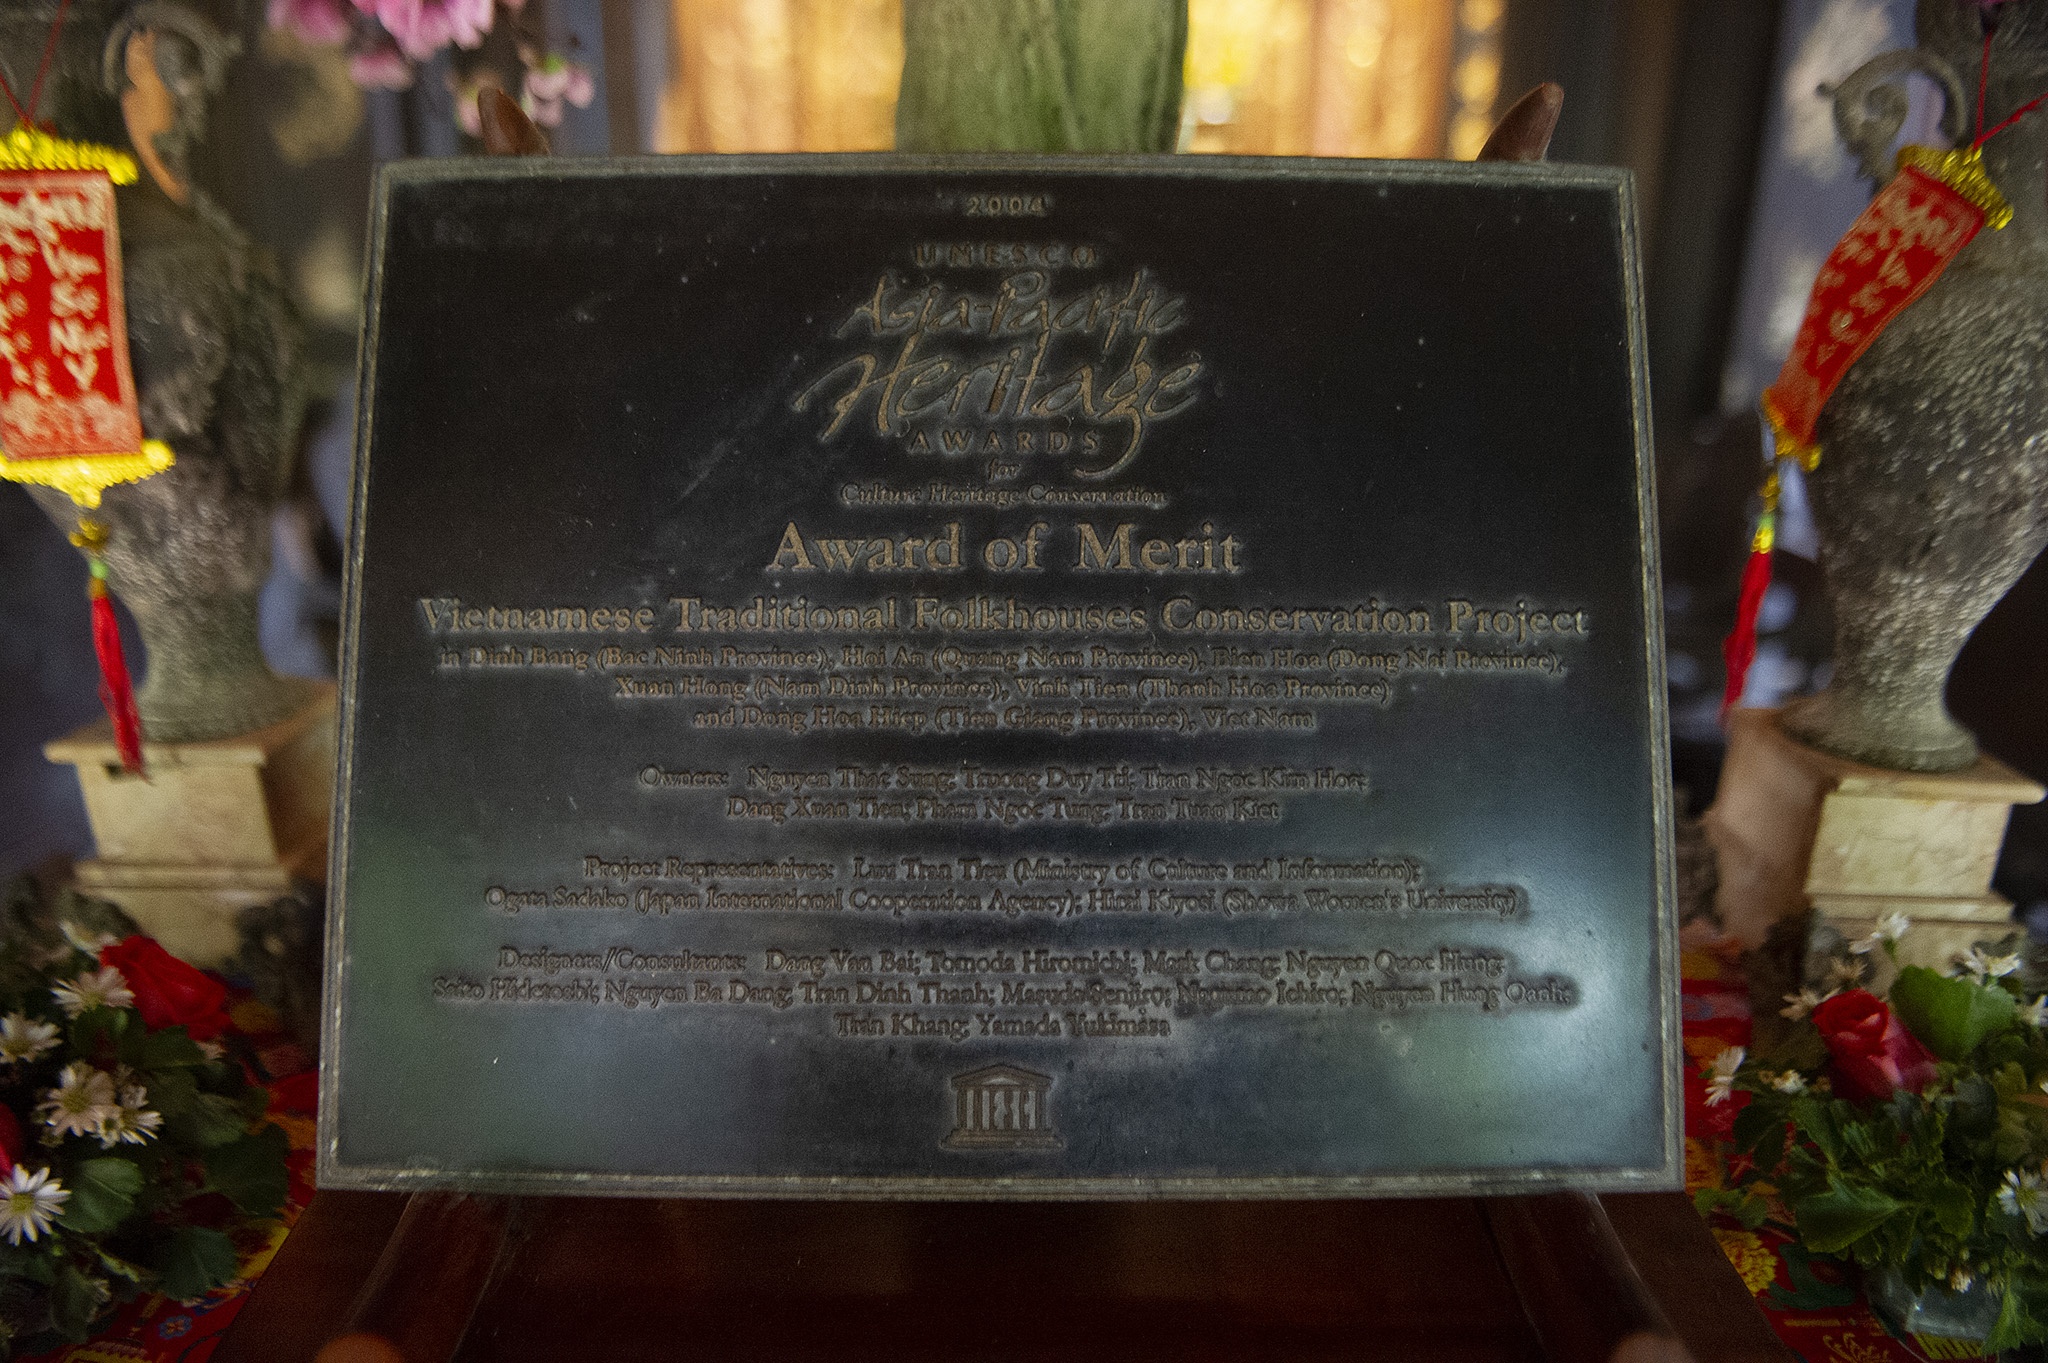 2004
UNESCO
Asia-Pacific
Heritage
AWARDS
for
Culture Heritage Conservation
Award of Merit
Vietnamese Traditional Folkhouses Conservation Project
in Dinh Bang (Bac Ninh Province), Hoi An (Quang Nam Province), Bien Hoa (Dong Nai Province),
Xuan Hong (Nam Dinh Province), Vinh Tien (Thanh Hoa Province)
and Dong Hoa Hiep (Tien Giang Province), Viet Nam
Owners: Nguyen Thac Sung; Truong Duy Tri; Tran Ngoc Kim Hoa;
Dang Xuan Tien; Pham Ngoc Tung; Tran Tuan Kiet
Project Representatives: Luu Tran Tieu (Ministry of Culture and Information);
Ogata Sadako (Japan International Cooperation Agency); Hirai Kiyosi (Showa Women's University)
Designers/Consultants: Dang Van Bai; Tomoda Hiromichi; Mark Chang; Nguyen Quoc Hung;
Saito Hidetoshi; Nguyen Ba Dang; Tran Dinh Thanh; Masuda Senjiro; Ichiro; Nguyen Hung Oanh;
Khang; Yamada Yukimasa